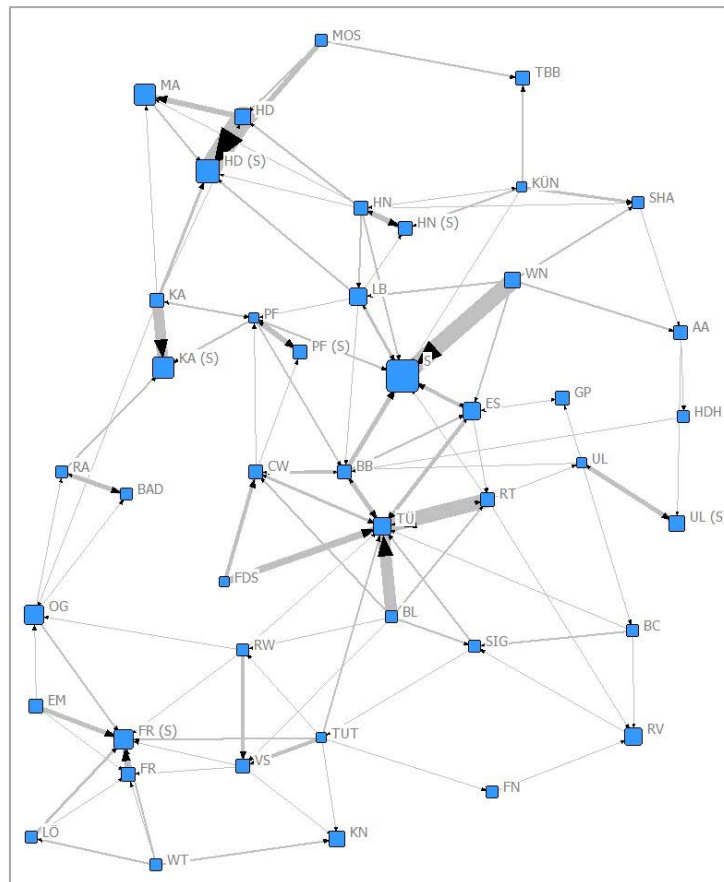 MOS
TBB
MA
HD
HD (S)
KÜN
SHA
HN
HN (S)
WN
LB
KA
PF
AA
PF (S)
S
KA (S)
ES
GP
HDH
RA
BAD
CW
BB
UL
RT
UL (S
TÜ
FDS
OG
BL
BC
RW
SIG
EM
FR (S)
TUT
RV
FR
VS
FN
LÖ
KN
WT